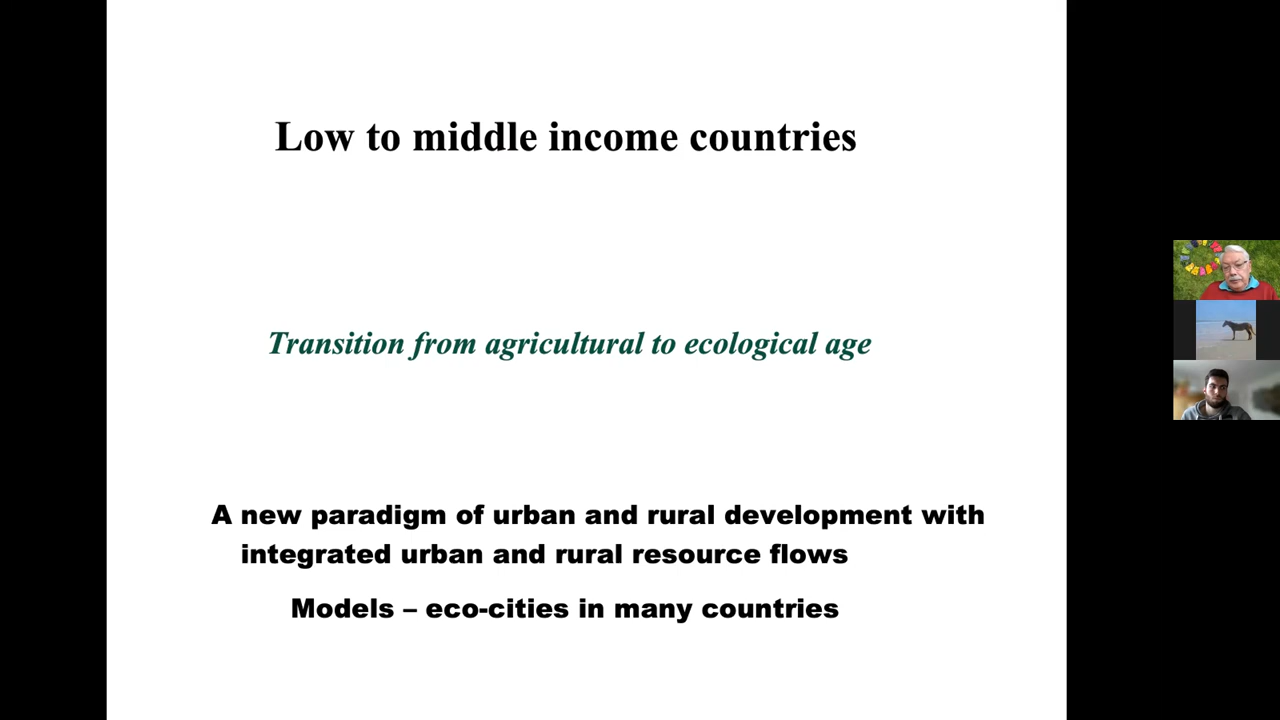 Low to middle income countries
Transition from agricultural to ecological age
A new paradigm of urban and rural development with
integrated urban and rural resource flows
Models – eco-cities in many countries